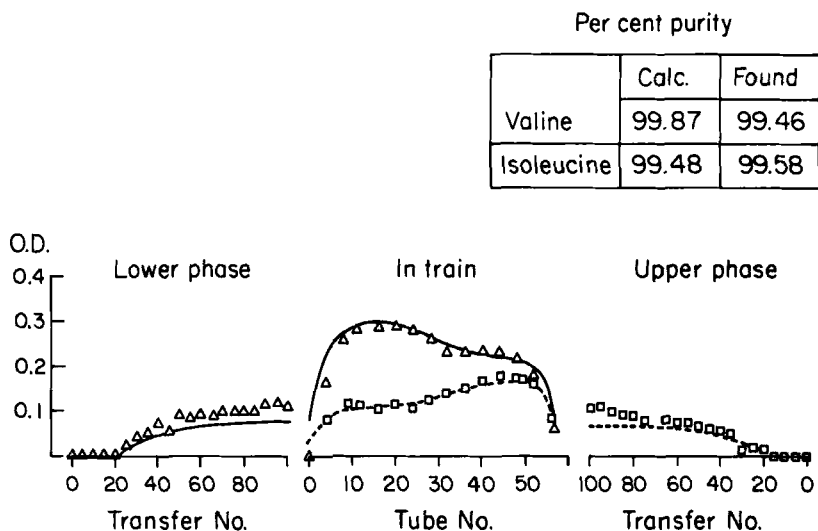 Per cent purity
Calc. Found
Valine 99.87 99.46
Isoleucine 99.48 99.58
O.D.
Lower phase In train Upper phase
0.4
0.3
0.2
0.1
0 20 40 60 80 0 10 20 30 40 50 100 80 60 40 20 0
Transfer No. Tube No. Transfer No.